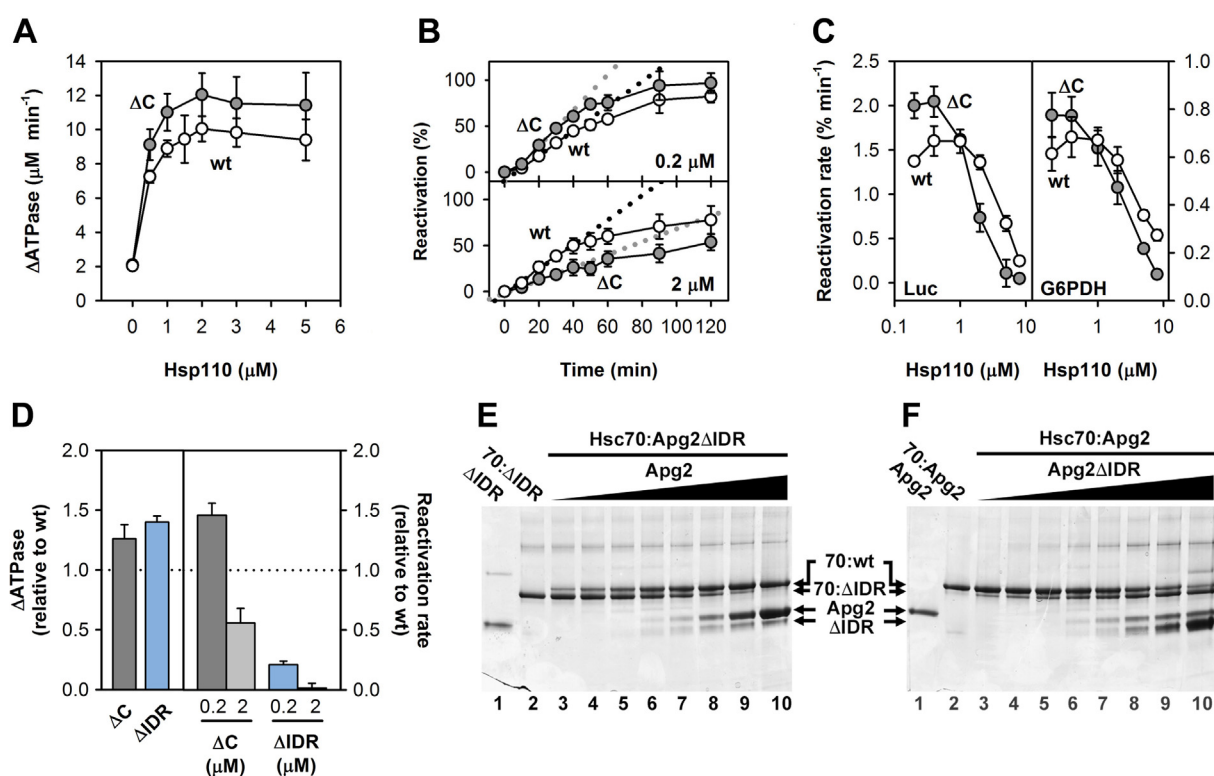 A
ΔATPase (µM min⁻¹)
14
12
10
8
6
4
2
0
ΔC
wt
0 1 2 3 4 5 6
Hsp110 (µM)
B
Reactivation (%)
100
50
0
ΔC
wt
0.2 µM
100
50
0
wt
ΔC
2 µM
0 20 40 60 80 100 120
Time (min)
C
Reactivation rate (% min⁻¹)
2.5
2.0
1.5
1.0
0.5
0.0
ΔC
wt
Luc
0.1 1 10
Hsp110 (µM)
ΔC
wt
G6PDH
1 10
Hsp110 (µM)
1.0
0.8
0.6
0.4
0.2
0.0
D
ΔATPase
(relative to wt)
2.0
1.5
1.0
0.5
0.0
ΔC
ΔIDR
0.2 2
ΔC
(µM)
0.2 2
ΔIDR
(µM)
2.0
1.5
1.0
0.5
0.0
Reactivation rate
(relative to wt)
E
ΔIDR
70:ΔIDR
Hsc70:Apg2ΔIDR
Apg2
1 2 3 4 5 6 7 8 9 10
70:wt
70:ΔIDR
Apg2
ΔIDR
F
Apg2
70:Apg2
Hsc70:Apg2
Apg2ΔIDR
1 2 3 4 5 6 7 8 9 10